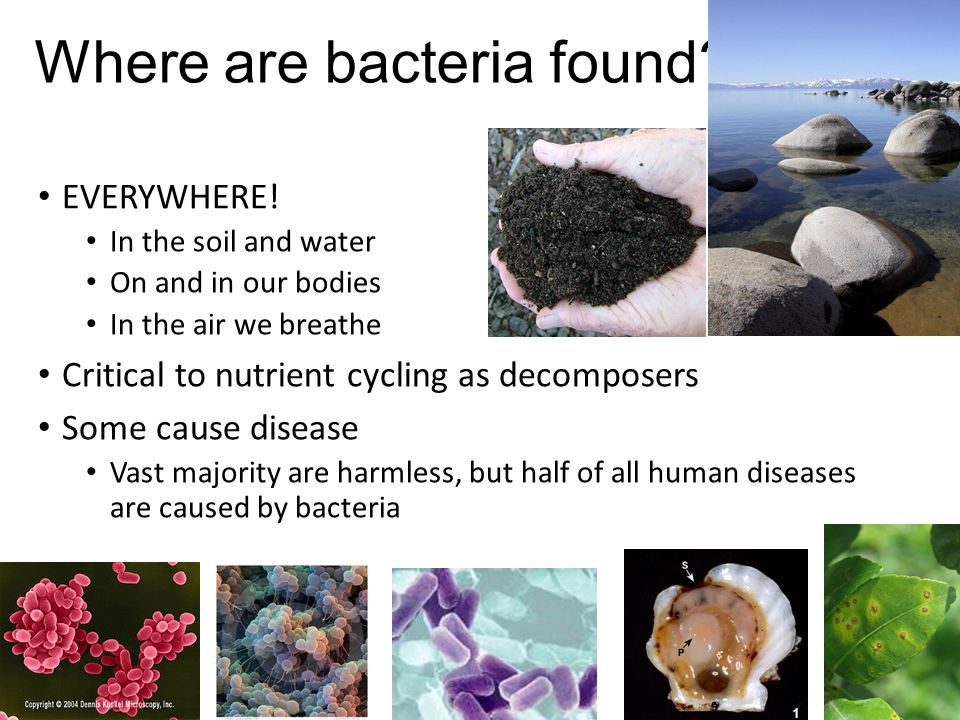 Where are bacteria found?
• EVERYWHERE!
• In the soil and water
• On and in our bodies
• In the air we breathe
• Critical to nutrient cycling as decomposers
• Some cause disease
• Vast majority are harmless, but half of all human diseases
are caused by bacteria
Copyright © 2004 Dennis Kunkel Microscopy, Inc.
S
P
1